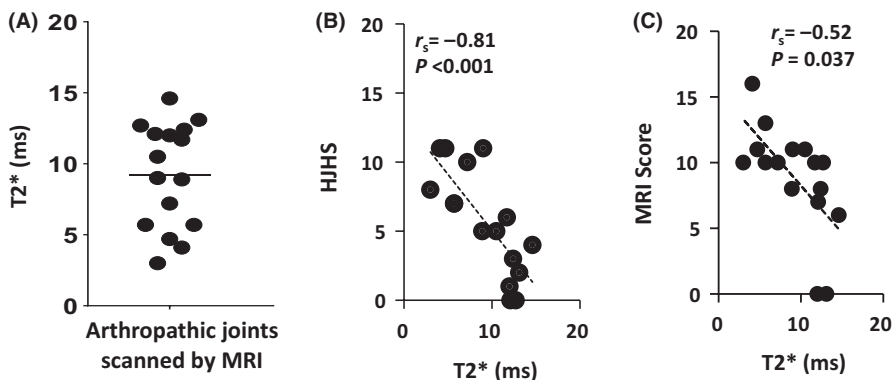 (A)
20
15
10
5
0
T2* (ms)
Arthropathic joints
scanned by MRI
(B)
rs= –0.81
P <0.001
20
15
10
5
0
HJHS
0 10 20
T2* (ms)
(C)
rs= –0.52
P = 0.037
20
15
10
5
0
MRI Score
0 10 20
T2* (ms)